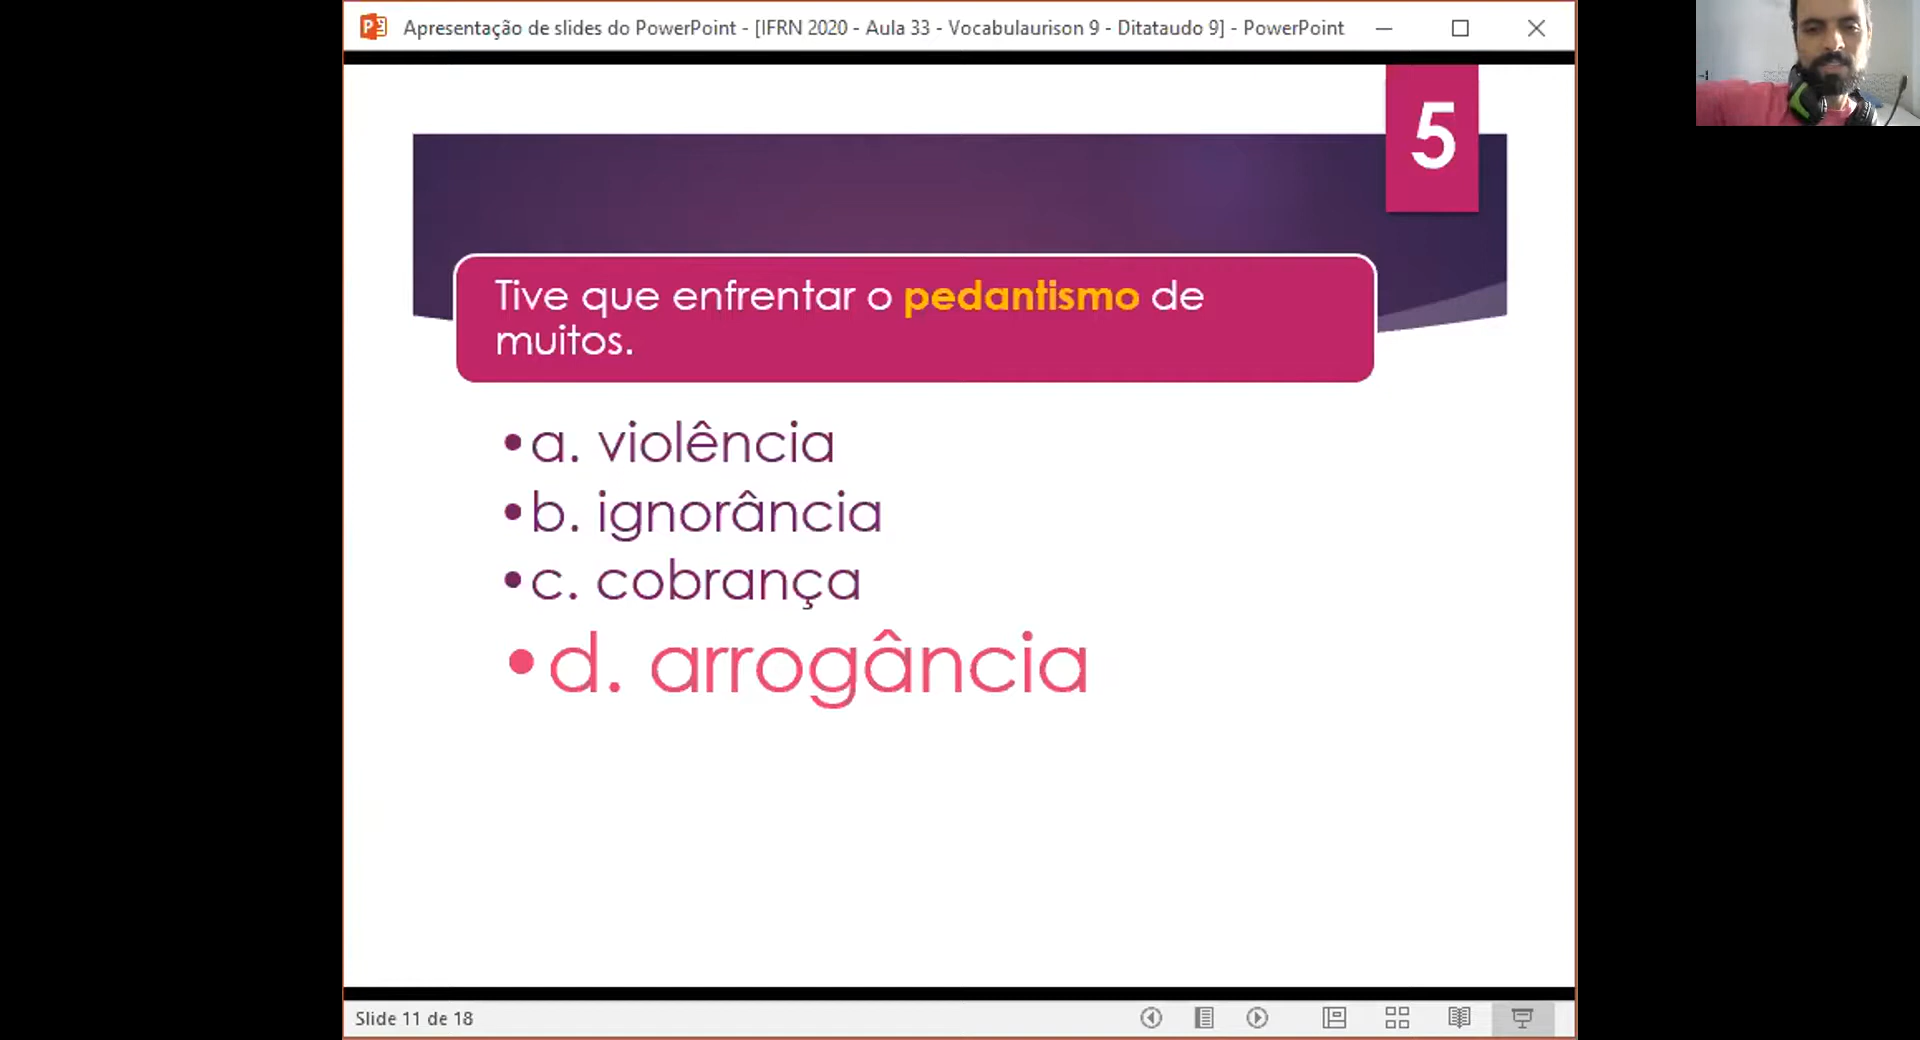 Apresentação de slides do PowerPoint - [IFRN 2020 - Aula 33 - Vocabulaurison 9 - Ditataudo 9] - PowerPoint
5
Tive que enfrentar o pedantismo de
muitos.
•a. violência
•b. ignorância
•c. cobrança
•d. arrogância
Slide 11 de 18